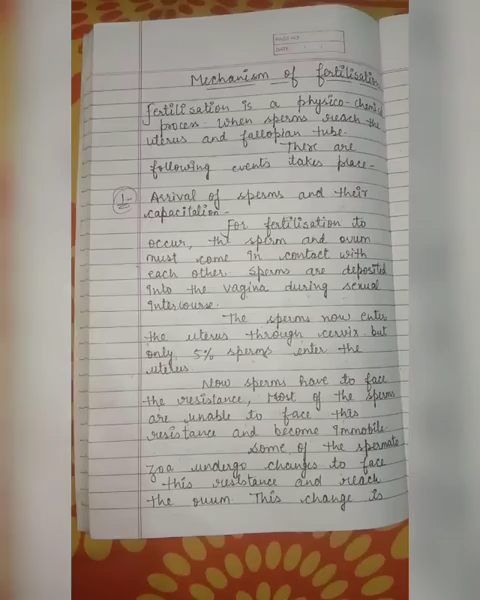 PAGE NO.
DATE
Mechanism of fertilisation
fertilisation is a physico-chemical
process. When sperms reach the
uterus and fallopian tube.
There are
following events takes place-
1- Arrival of sperms and their
capacitation-
For fertilisation to
occur, the sperm and ovum
must come in contact with
each other. Sperms are deposited
into the vagina during sexual
intercourse.
The sperms now enter
the uterus through cervix but
only 5% sperms enter the
uterus
Now sperms have to face
the resistance, Most of the sperms
are unable to face this
resistance and become immobile.
Some of the spermato
zoa undergo changes to face
this resistance and reach
the ovum. This change is